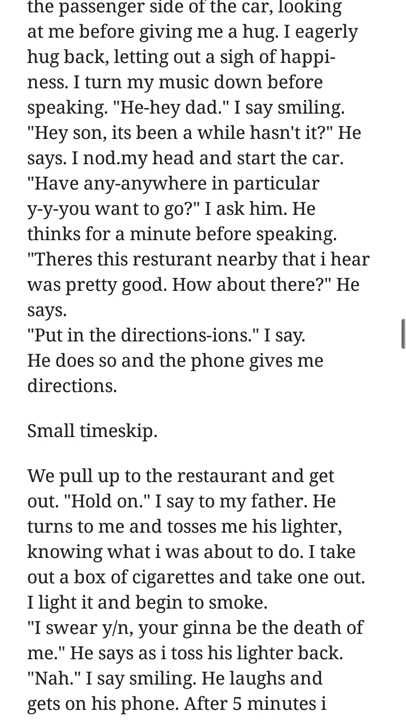 the passenger side of the car, looking
at me before giving me a hug. I eagerly
hug back, letting out a sigh of happi-
ness. I turn my music down before
speaking. "He-hey dad." I say smiling.
"Hey son, its been a while hasn't it?" He
says. I nod.my head and start the car.
"Have any-anywhere in particular
y-y-you want to go?" I ask him. He
thinks for a minute before speaking.
"Theres this resturant nearby that i hear
was pretty good. How about there?" He
says.
"Put in the directions-ions." I say.
He does so and the phone gives me
directions.
Small timeskip.
We pull up to the restaurant and get
out. "Hold on." I say to my father. He
turns to me and tosses me his lighter,
knowing what i was about to do. I take
out a box of cigarettes and take one out.
I light it and begin to smoke.
"I swear y/n, your ginna be the death of
me." He says as i toss his lighter back.
"Nah." I say smiling. He laughs and
gets on his phone. After 5 minutes i